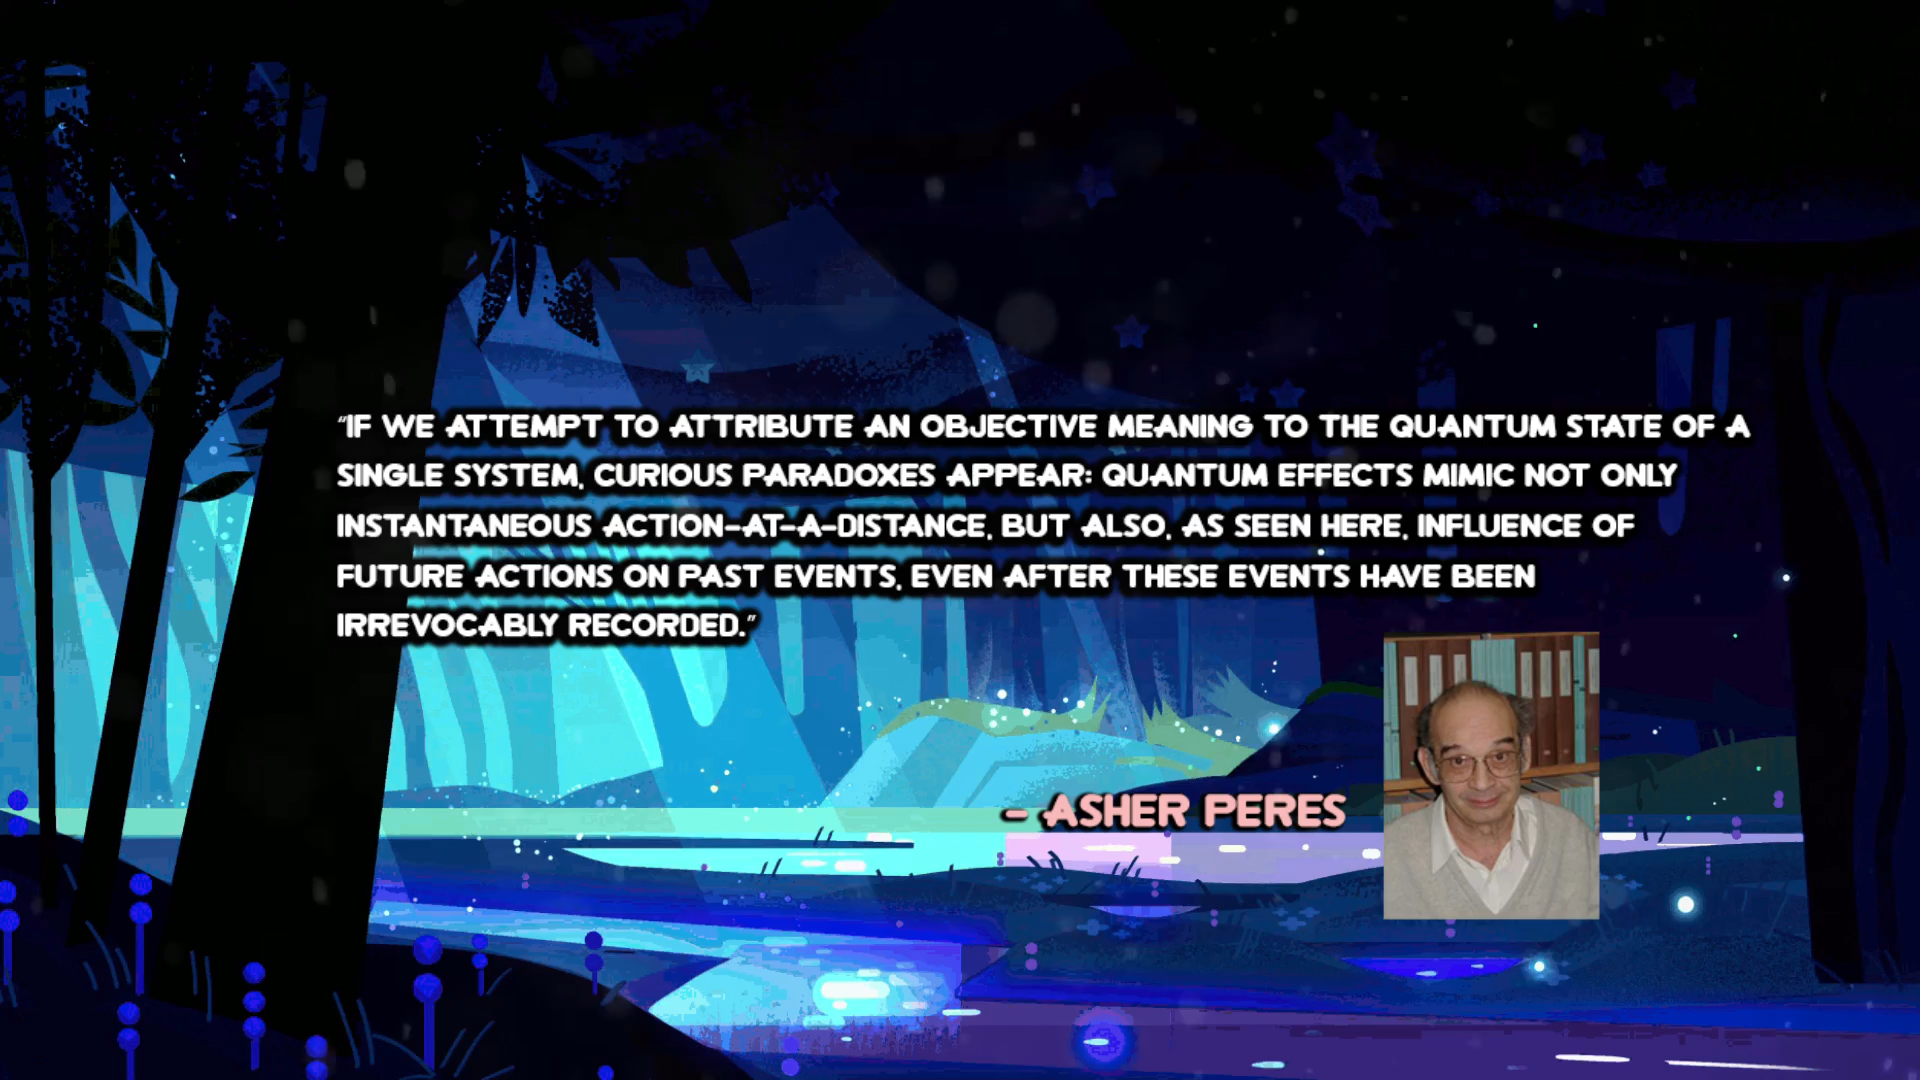 "IF WE ATTEMPT TO ATTRIBUTE AN OBJECTIVE MEANING TO THE QUANTUM STATE OF A
SINGLE SYSTEM, CURIOUS PARADOXES APPEAR: QUANTUM EFFECTS MIMIC NOT ONLY
INSTANTANEOUS ACTION-AT-A-DISTANCE, BUT ALSO, AS SEEN HERE, INFLUENCE OF
FUTURE ACTIONS ON PAST EVENTS, EVEN AFTER THESE EVENTS HAVE BEEN
IRREVOCABLY RECORDED."
- ASHER PERES